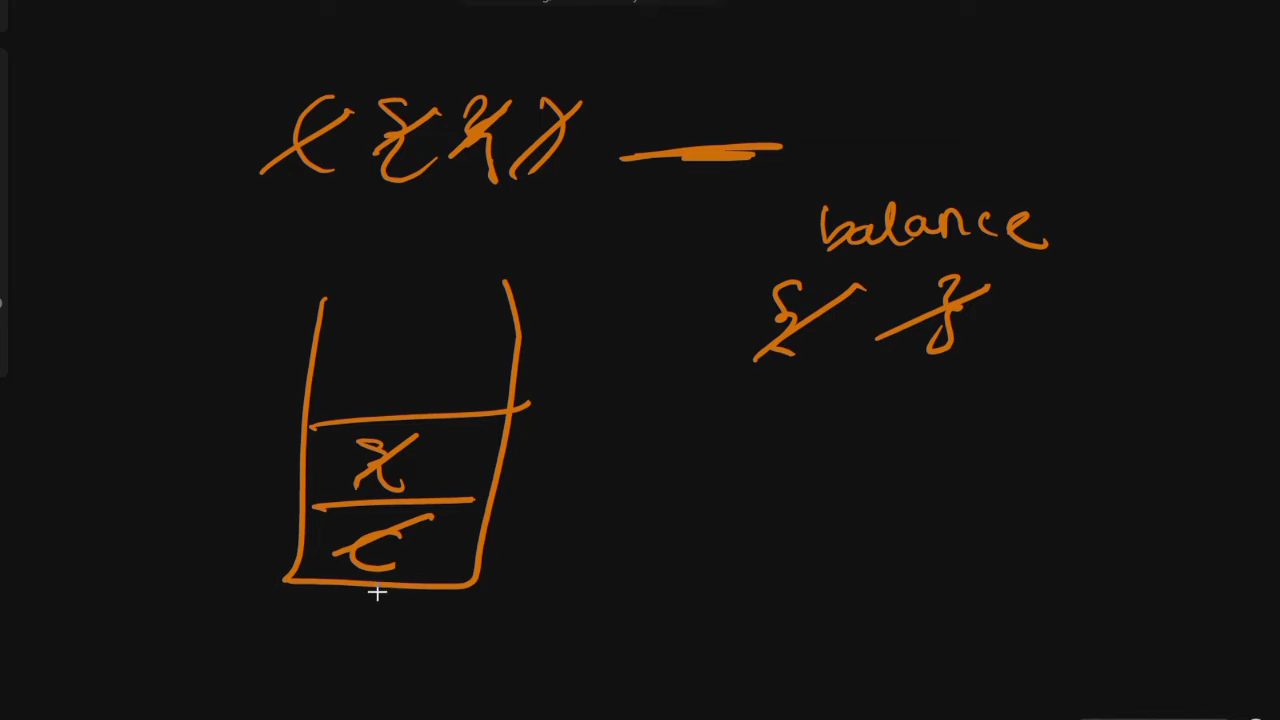 ( { } )
balance
{ }
{
(